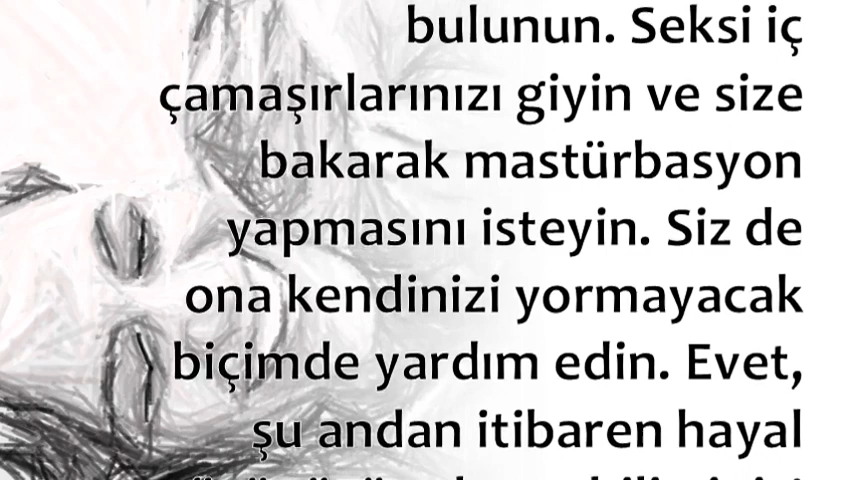 bulunun. Seksi iç
çamaşırlarınızı giyin ve size
bakarak mastürbasyon
yapmasını isteyin. Siz de
ona kendinizi yormayacak
biçimde yardım edin. Evet,
şu andan itibaren hayal